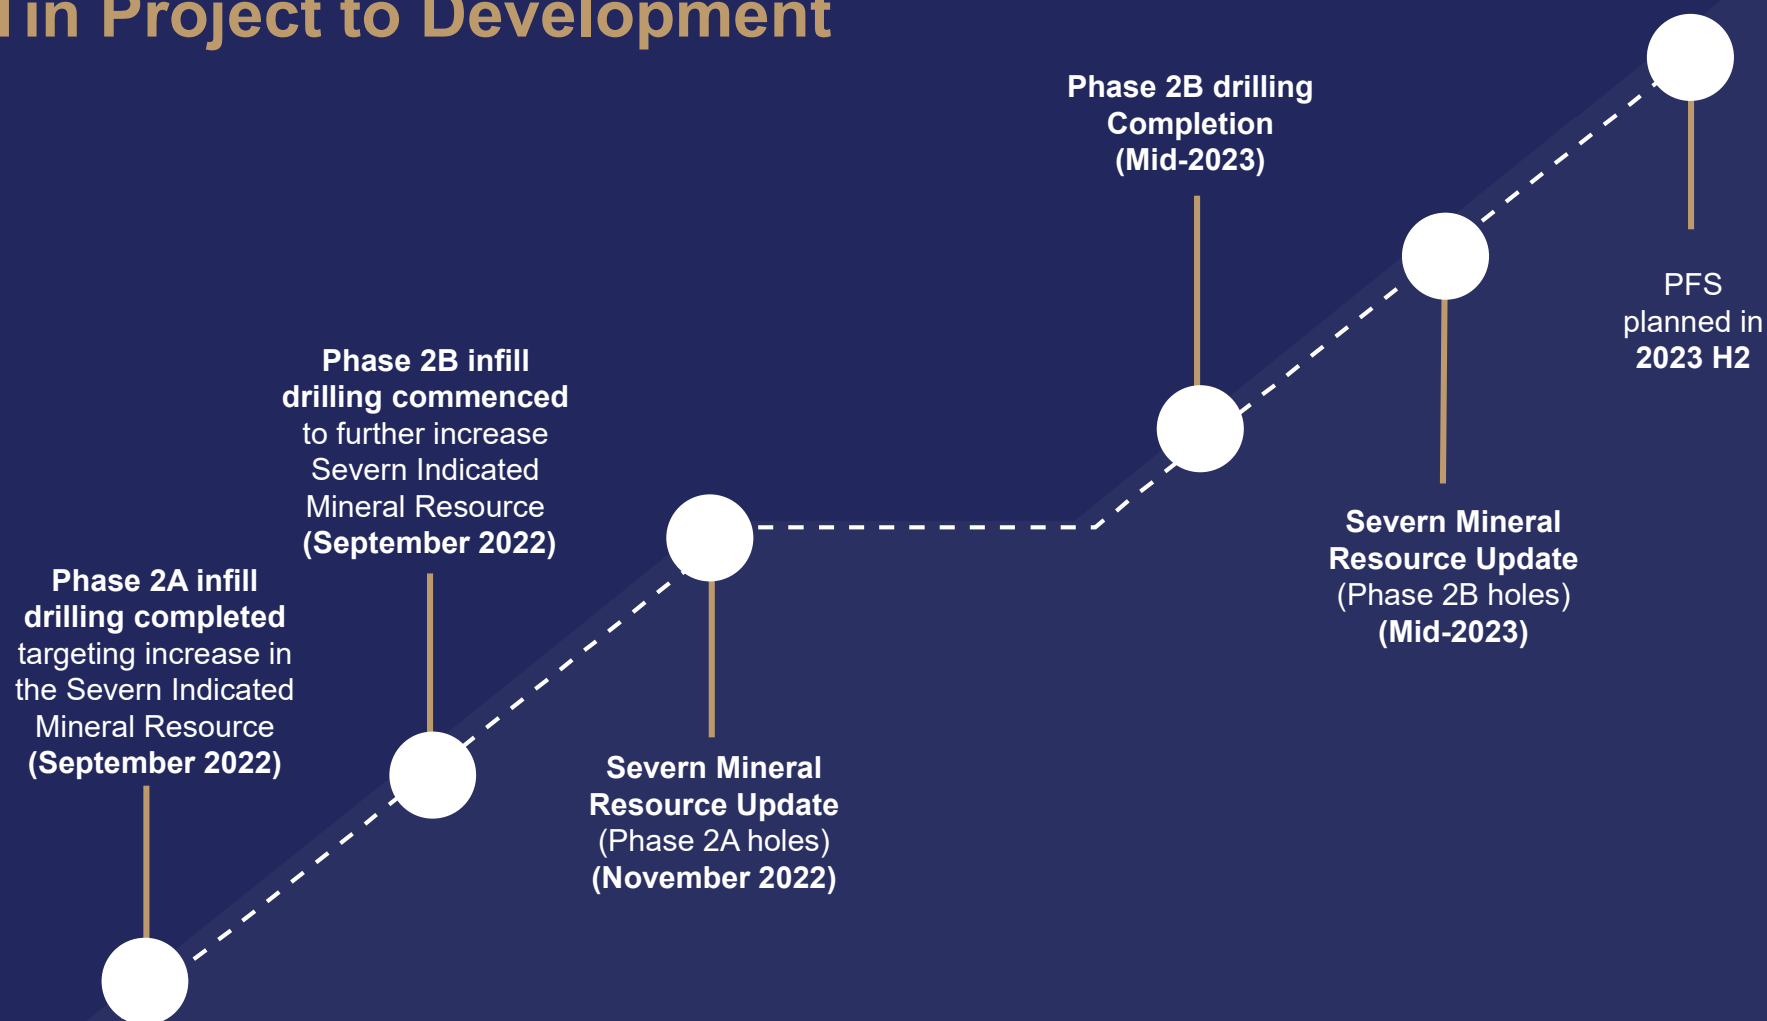 Tin Project to Development
Phase 2A infill
drilling completed
targeting increase in
the Severn Indicated
Mineral Resource
(September 2022)
Phase 2B infill
drilling commenced
to further increase
Severn Indicated
Mineral Resource
(September 2022)
Severn Mineral
Resource Update
(Phase 2A holes)
(November 2022)
Phase 2B drilling
Completion
(Mid-2023)
Severn Mineral
Resource Update
(Phase 2B holes)
(Mid-2023)
PFS
planned in
2023 H2